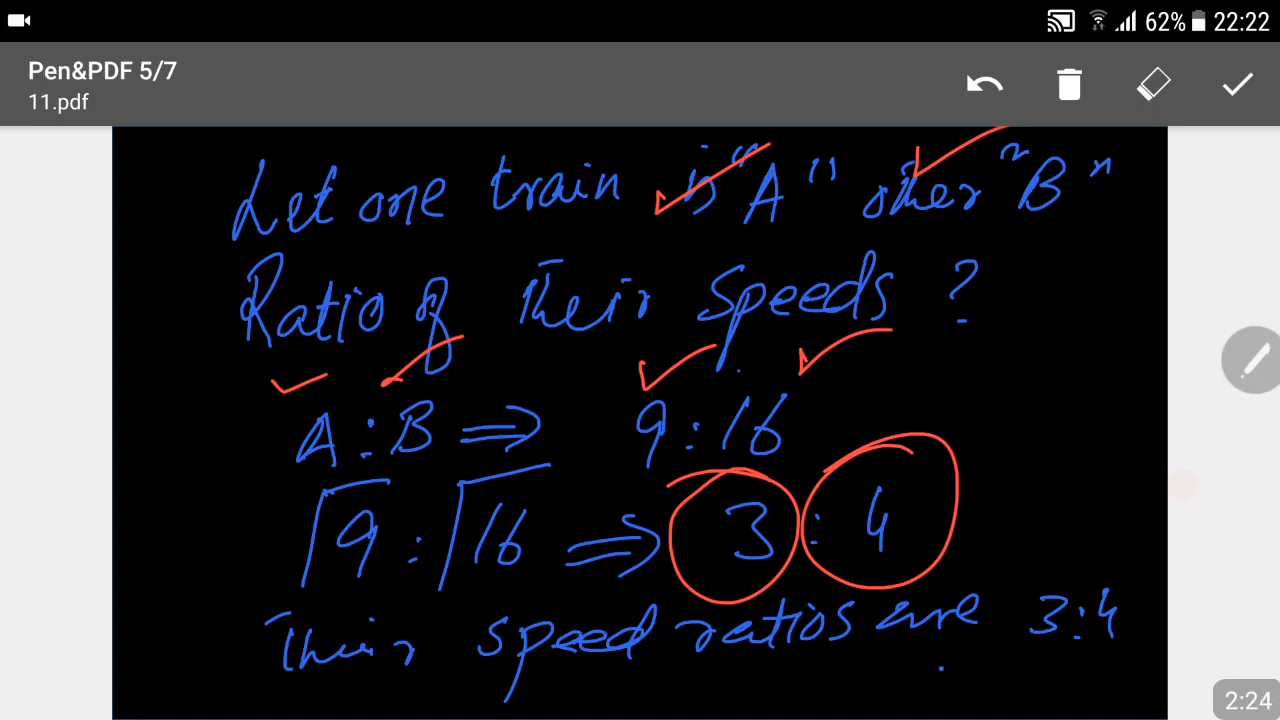 62% 22:22
Pen&PDF 5/7
11.pdf
Let one train is "A" other "B"
Ratio of Their speeds ?
A : B ⇒ 9 : 16
√9 : √16 ⇒ 3 : 4
Their speed ratios are 3:4
2:24